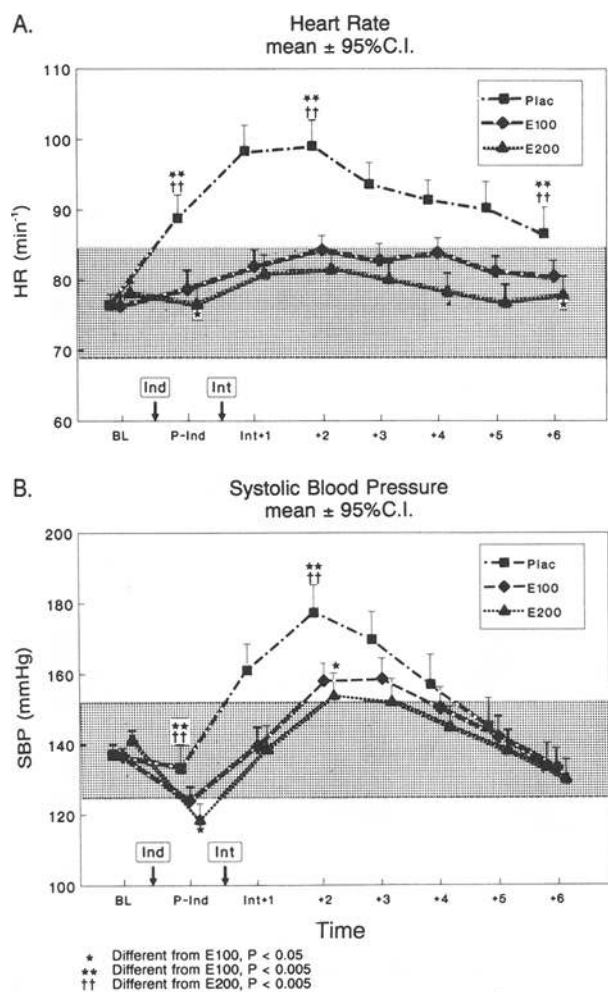 A.
Heart Rate
mean ± 95%C.I.
110
100
90
80
70
60
HR (min⁻¹)
Plac
E100
E200
**
††
**
††
**
††
*
*
*
Ind
Int
BL P-Ind Int+1 +2 +3 +4 +5 +6
B.
Systolic Blood Pressure
mean ± 95%C.I.
200
180
160
140
120
100
SBP (mmHg)
Plac
E100
E200
**
††
*
**
††
*
Ind
Int
BL P-Ind Int+1 +2 +3 +4 +5 +6
Time
* Different from E100, P < 0.05
** Different from E100, P < 0.005
†† Different from E200, P < 0.005